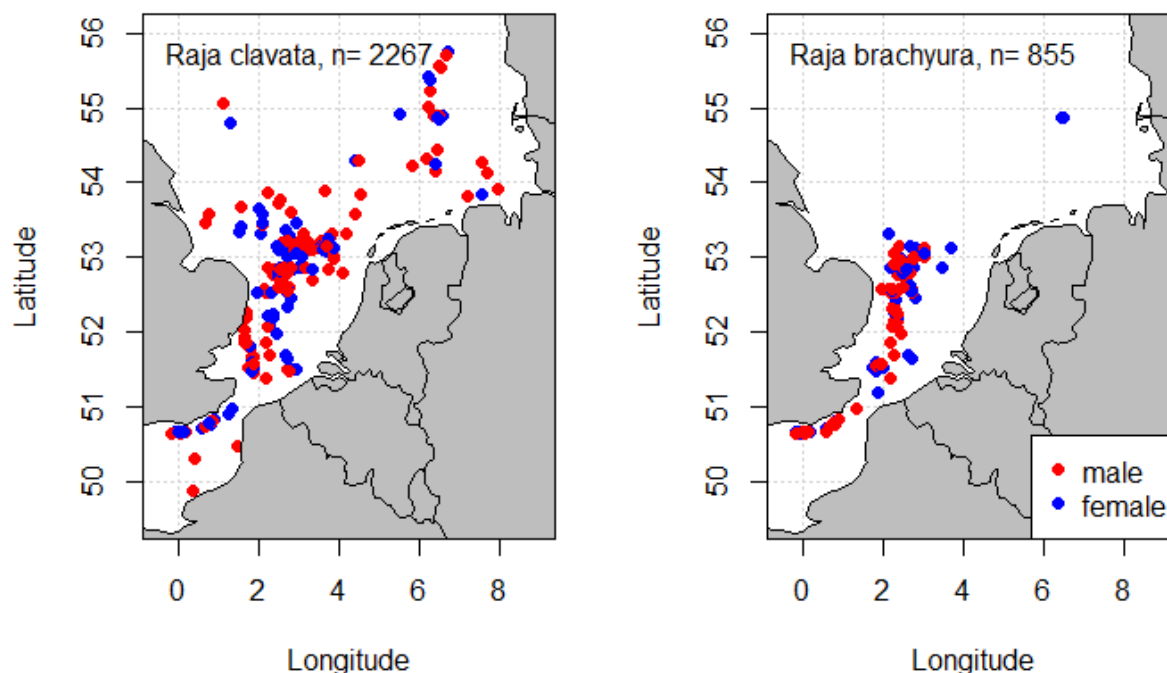 Raja clavata, n= 2267
Raja brachyura, n= 855
Latitude
56
55
54
53
52
51
50
0 2 4 6 8
Longitude
Latitude
56
55
54
53
52
51
50
male
female
0 2 4 6 8
Longitude